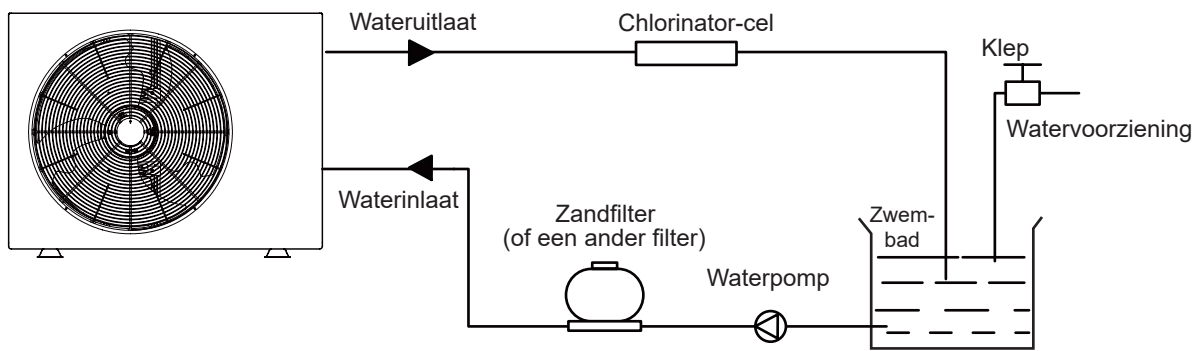 Wateruitlaat
Chlorinator-cel
Klep
Watervoorziening
Waterinlaat
Zandfilter
(of een ander filter)
Zwem-
bad
Waterpomp